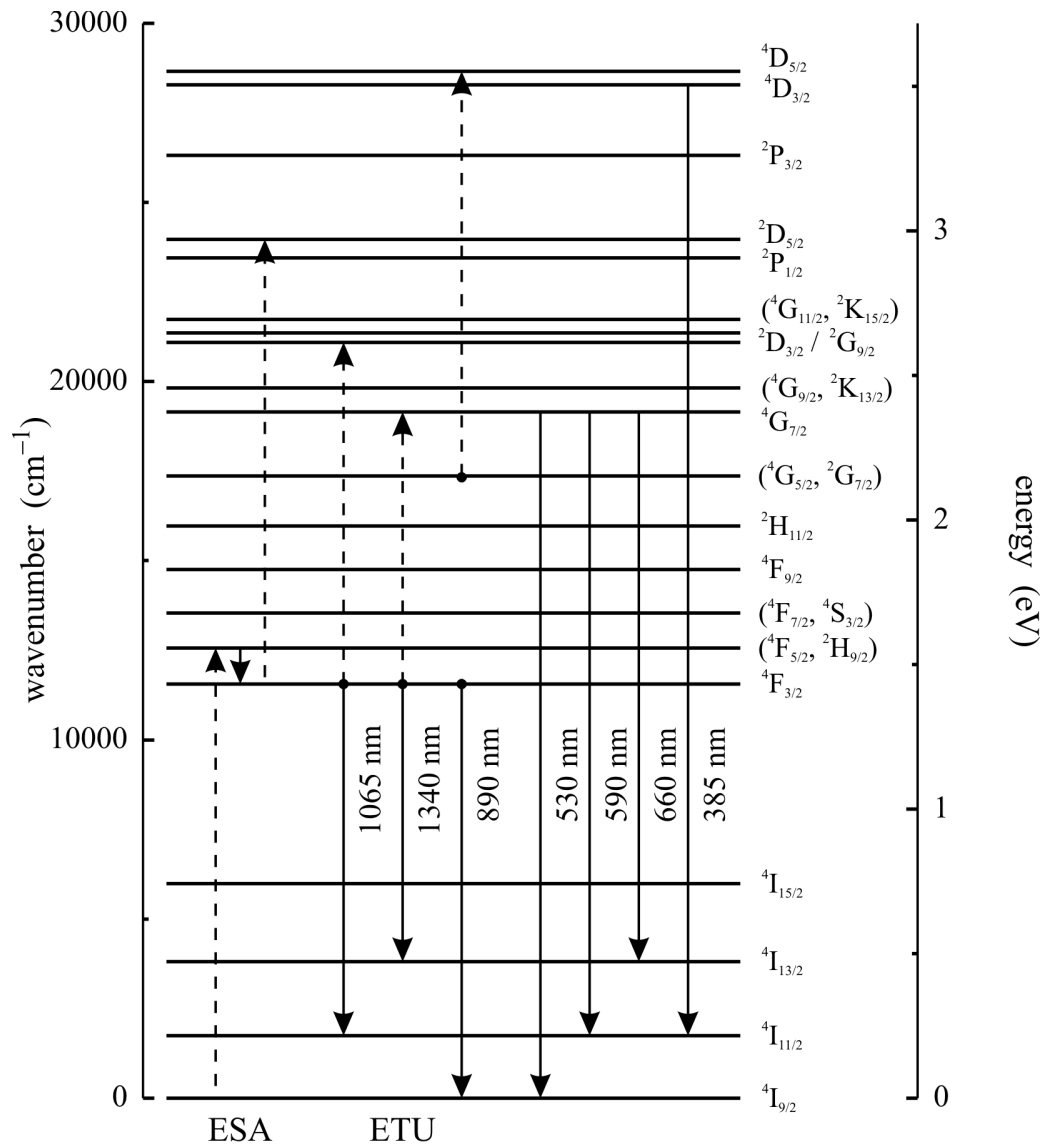 30000
20000
10000
0
wavenumber (cm⁻¹)
⁴D₅/₂
⁴D₃/₂
²P₃/₂
²D₅/₂
²P₁/₂
(⁴G₁₁/₂, ²K₁₅/₂)
²D₃/₂ / ²G₉/₂
(⁴G₉/₂, ²K₁₃/₂)
⁴G₇/₂
(⁴G₅/₂, ²G₇/₂)
²H₁₁/₂
⁴F₉/₂
(⁴F₇/₂, ⁴S₃/₂)
(⁴F₅/₂, ²H₉/₂)
⁴F₃/₂
⁴I₁₅/₂
⁴I₁₃/₂
⁴I₁₁/₂
⁴I₉/₂
1065 nm
1340 nm
890 nm
530 nm
590 nm
660 nm
385 nm
3
2
1
0
energy (eV)
ESA
ETU